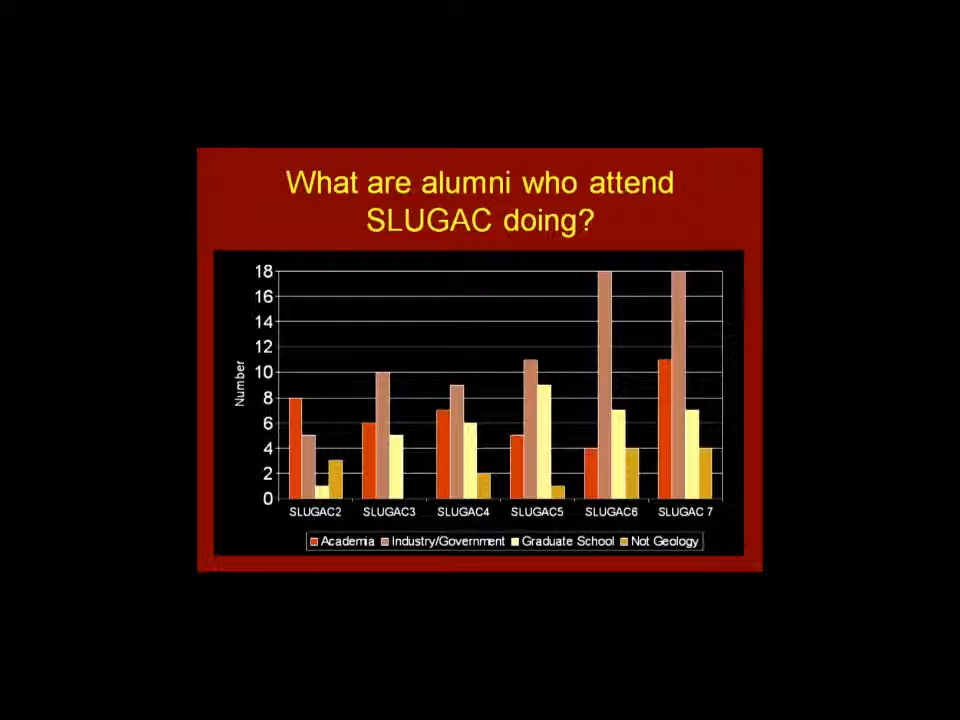 What are alumni who attend
SLUGAC doing?
18
16
14
12
10
8
6
4
2
0
Number
SLUGAC2 SLUGAC3 SLUGAC4 SLUGAC5 SLUGAC6 SLUGAC 7
Academia Industry/Government Graduate School Not Geology